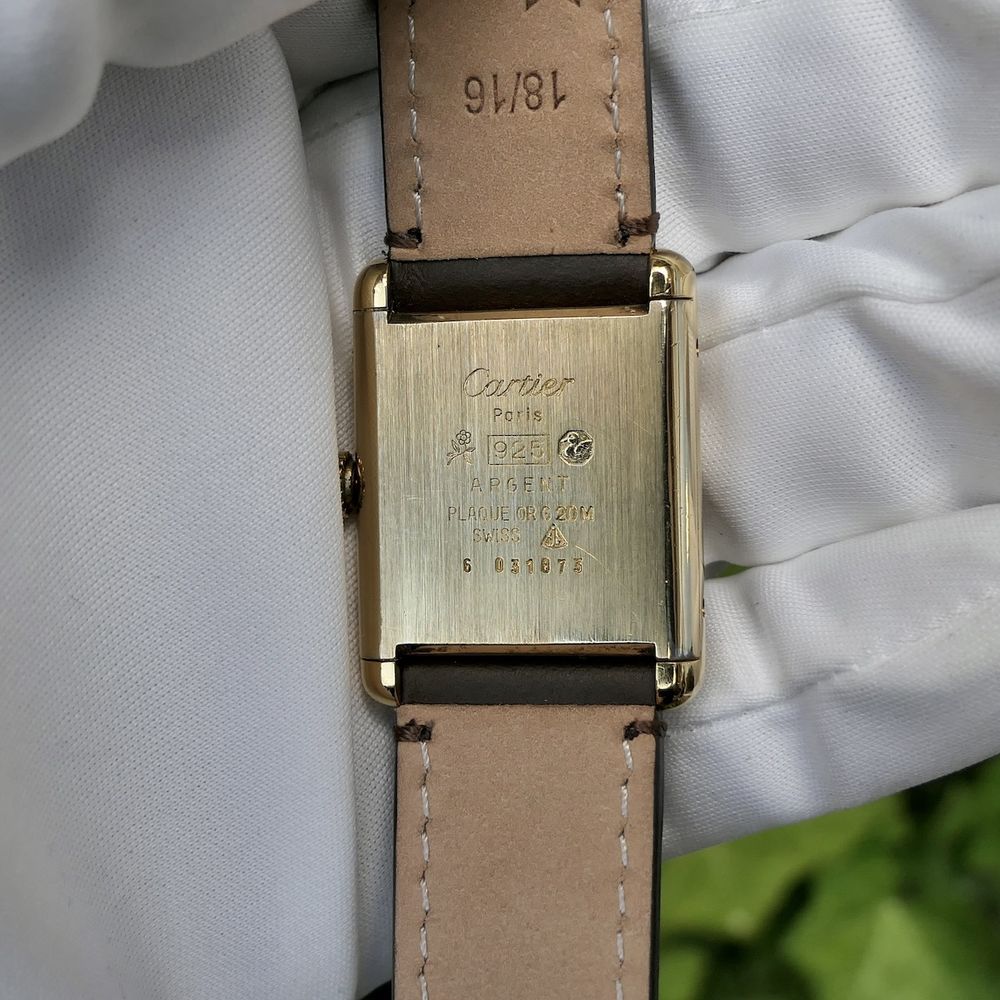 18/16
Cartier
Paris
925
ARGENT
PLAQUE OR G 20M
SWISS
6 031873